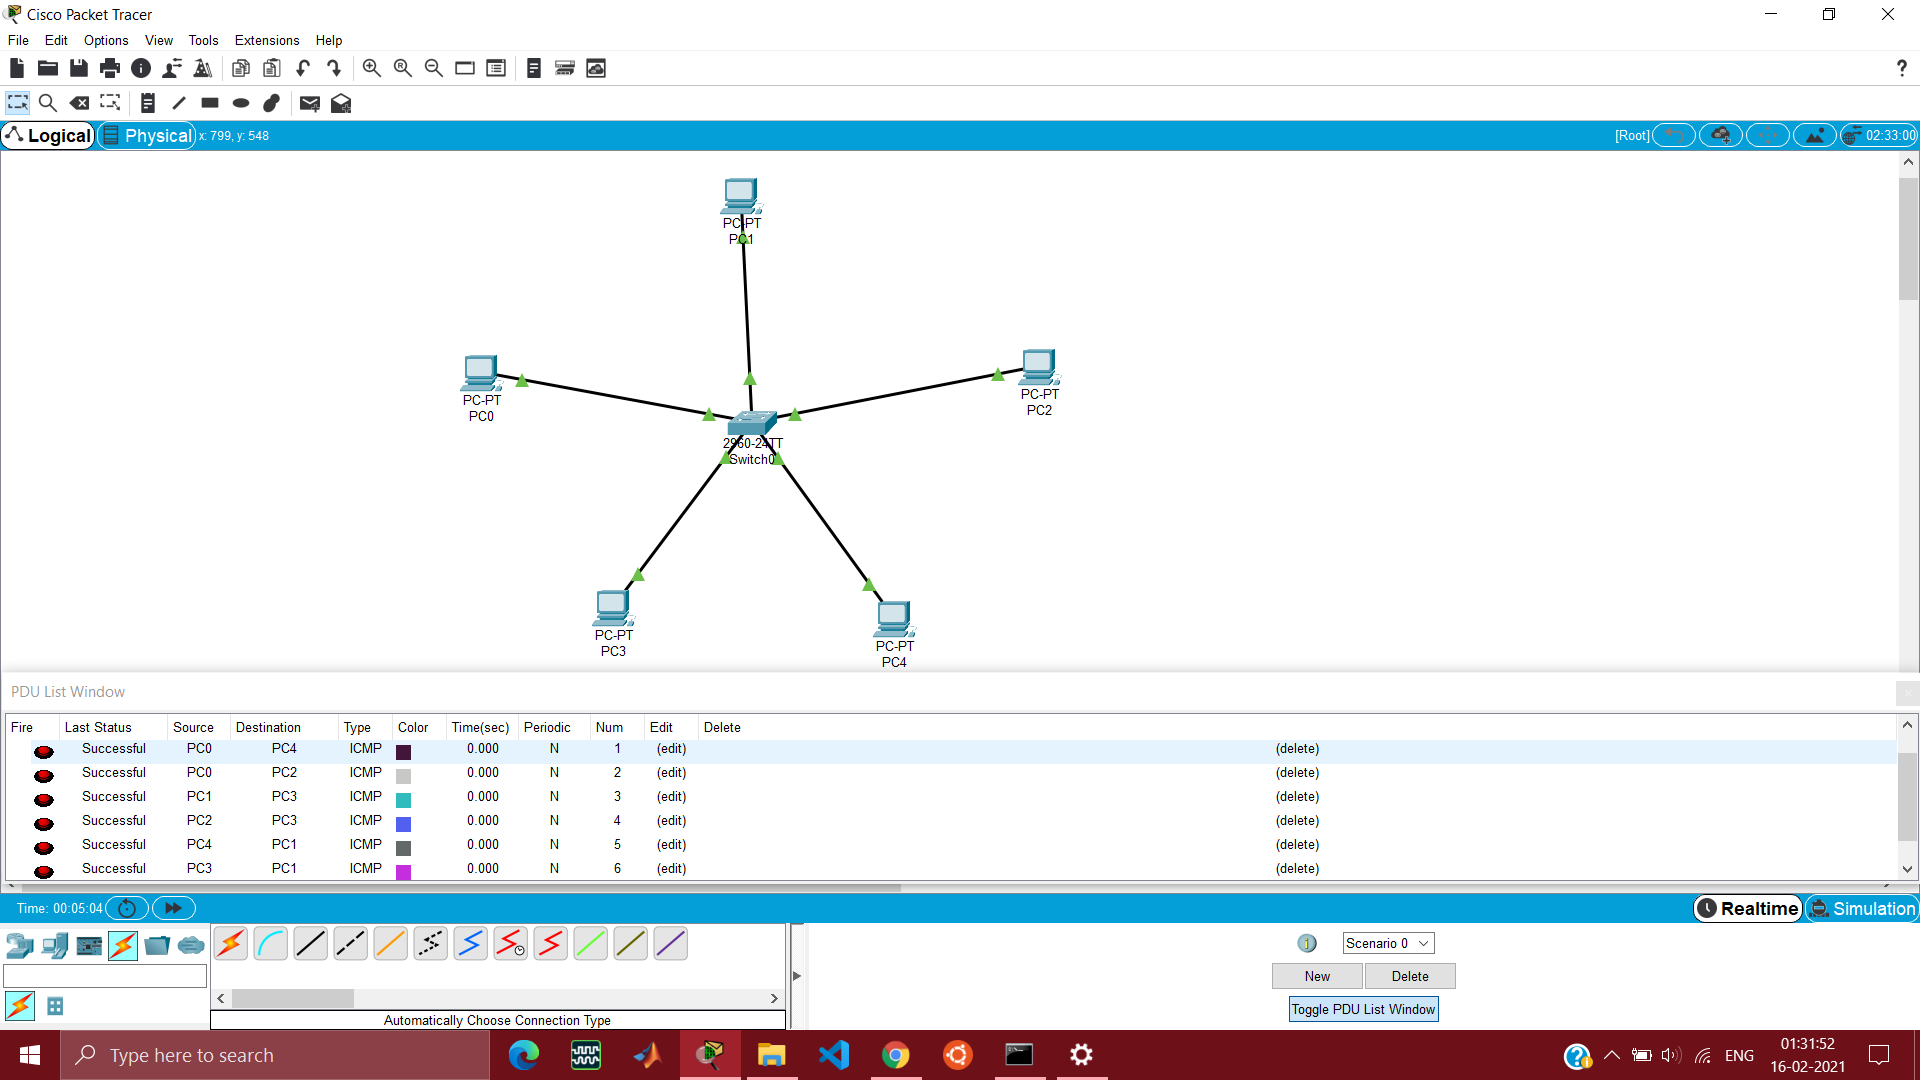 Cisco Packet Tracer
File Edit Options View Tools Extensions Help
?
Logical Physical x: 799, y: 548 [Root] 02:33:00
PC-PT
PC1
PC-PT
PC0
PC-PT
PC2
2960-24TT
Switch0
PC-PT
PC3
PC-PT
PC4
PDU List Window
Fire Last Status Source Destination Type Color Time(sec) Periodic Num Edit Delete
Successful PC0 PC4 ICMP 0.000 N 1 (edit) (delete)
Successful PC0 PC2 ICMP 0.000 N 2 (edit) (delete)
Successful PC1 PC3 ICMP 0.000 N 3 (edit) (delete)
Successful PC2 PC3 ICMP 0.000 N 4 (edit) (delete)
Successful PC4 PC1 ICMP 0.000 N 5 (edit) (delete)
Successful PC3 PC1 ICMP 0.000 N 6 (edit) (delete)
Time: 00:05:04 Realtime Simulation
Scenario 0
New Delete
Toggle PDU List Window
Automatically Choose Connection Type
Type here to search
ENG
01:31:52
16-02-2021